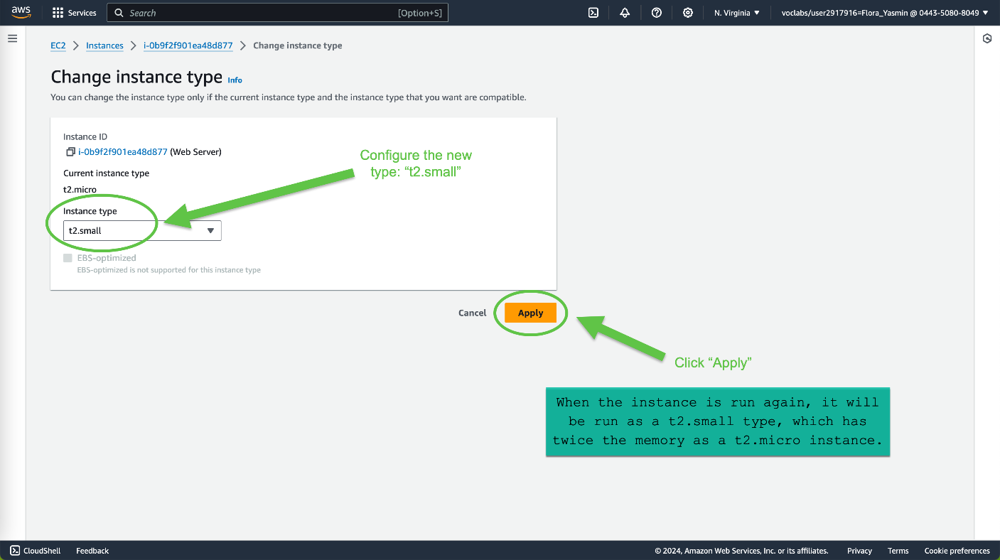 aws
Services
Search
[Option+S]
N. Virginia
voclabs/user2917916=Flora_Yasmin @ 0443-5080-8049
EC2
Instances
i-0b9f2f901ea48d877
Change instance type
Change instance type
Info
You can change the instance type only if the current instance type and the instance type that you want are compatible.
Instance ID
i-0b9f2f901ea48d877 (Web Server)
Current instance type
t2.micro
Instance type
t2.small
EBS-optimized
EBS-optimized is not supported for this instance type
Configure the new
type: “t2.small”
Cancel
Apply
Click “Apply”
When the instance is run again, it will
be run as a t2.small type, which has
twice the memory as a t2.micro instance.
CloudShell
Feedback
© 2024, Amazon Web Services, Inc. or its affiliates.
Privacy
Terms
Cookie preferences